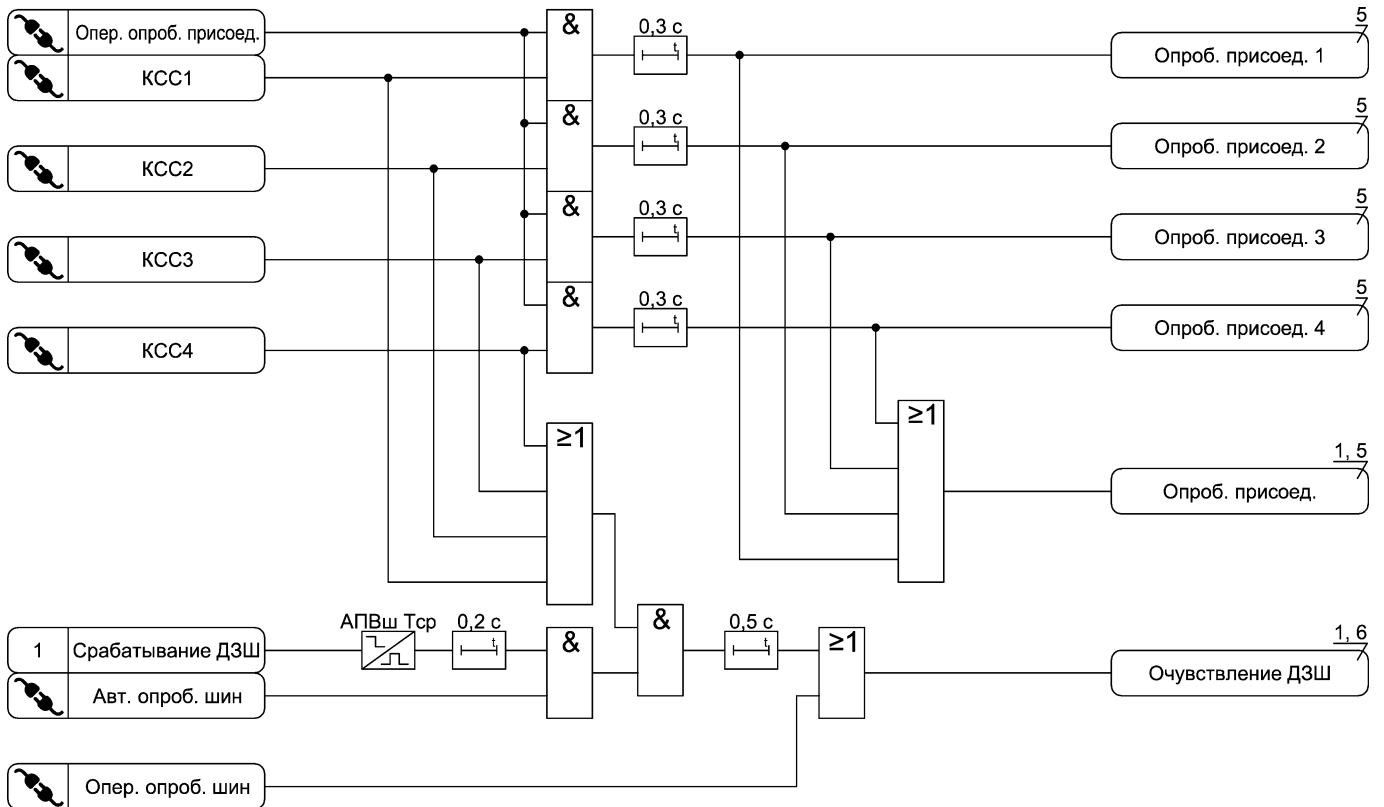 Опер. опроб. присоед.
&
0,3 с
t
5
Опроб. присоед. 1
КСС1
&
0,3 с
t
5
Опроб. присоед. 2
КСС2
&
0,3 с
t
5
Опроб. присоед. 3
КСС3
&
0,3 с
t
5
Опроб. присоед. 4
КСС4
≥1
≥1
1, 5
Опроб. присоед.
АПВш Тср
0,2 с
t
&
&
0,5 с
t
≥1
1, 6
1
Срабатывание ДЗШ
Очувствление ДЗШ
Авт. опроб. шин
Опер. опроб. шин